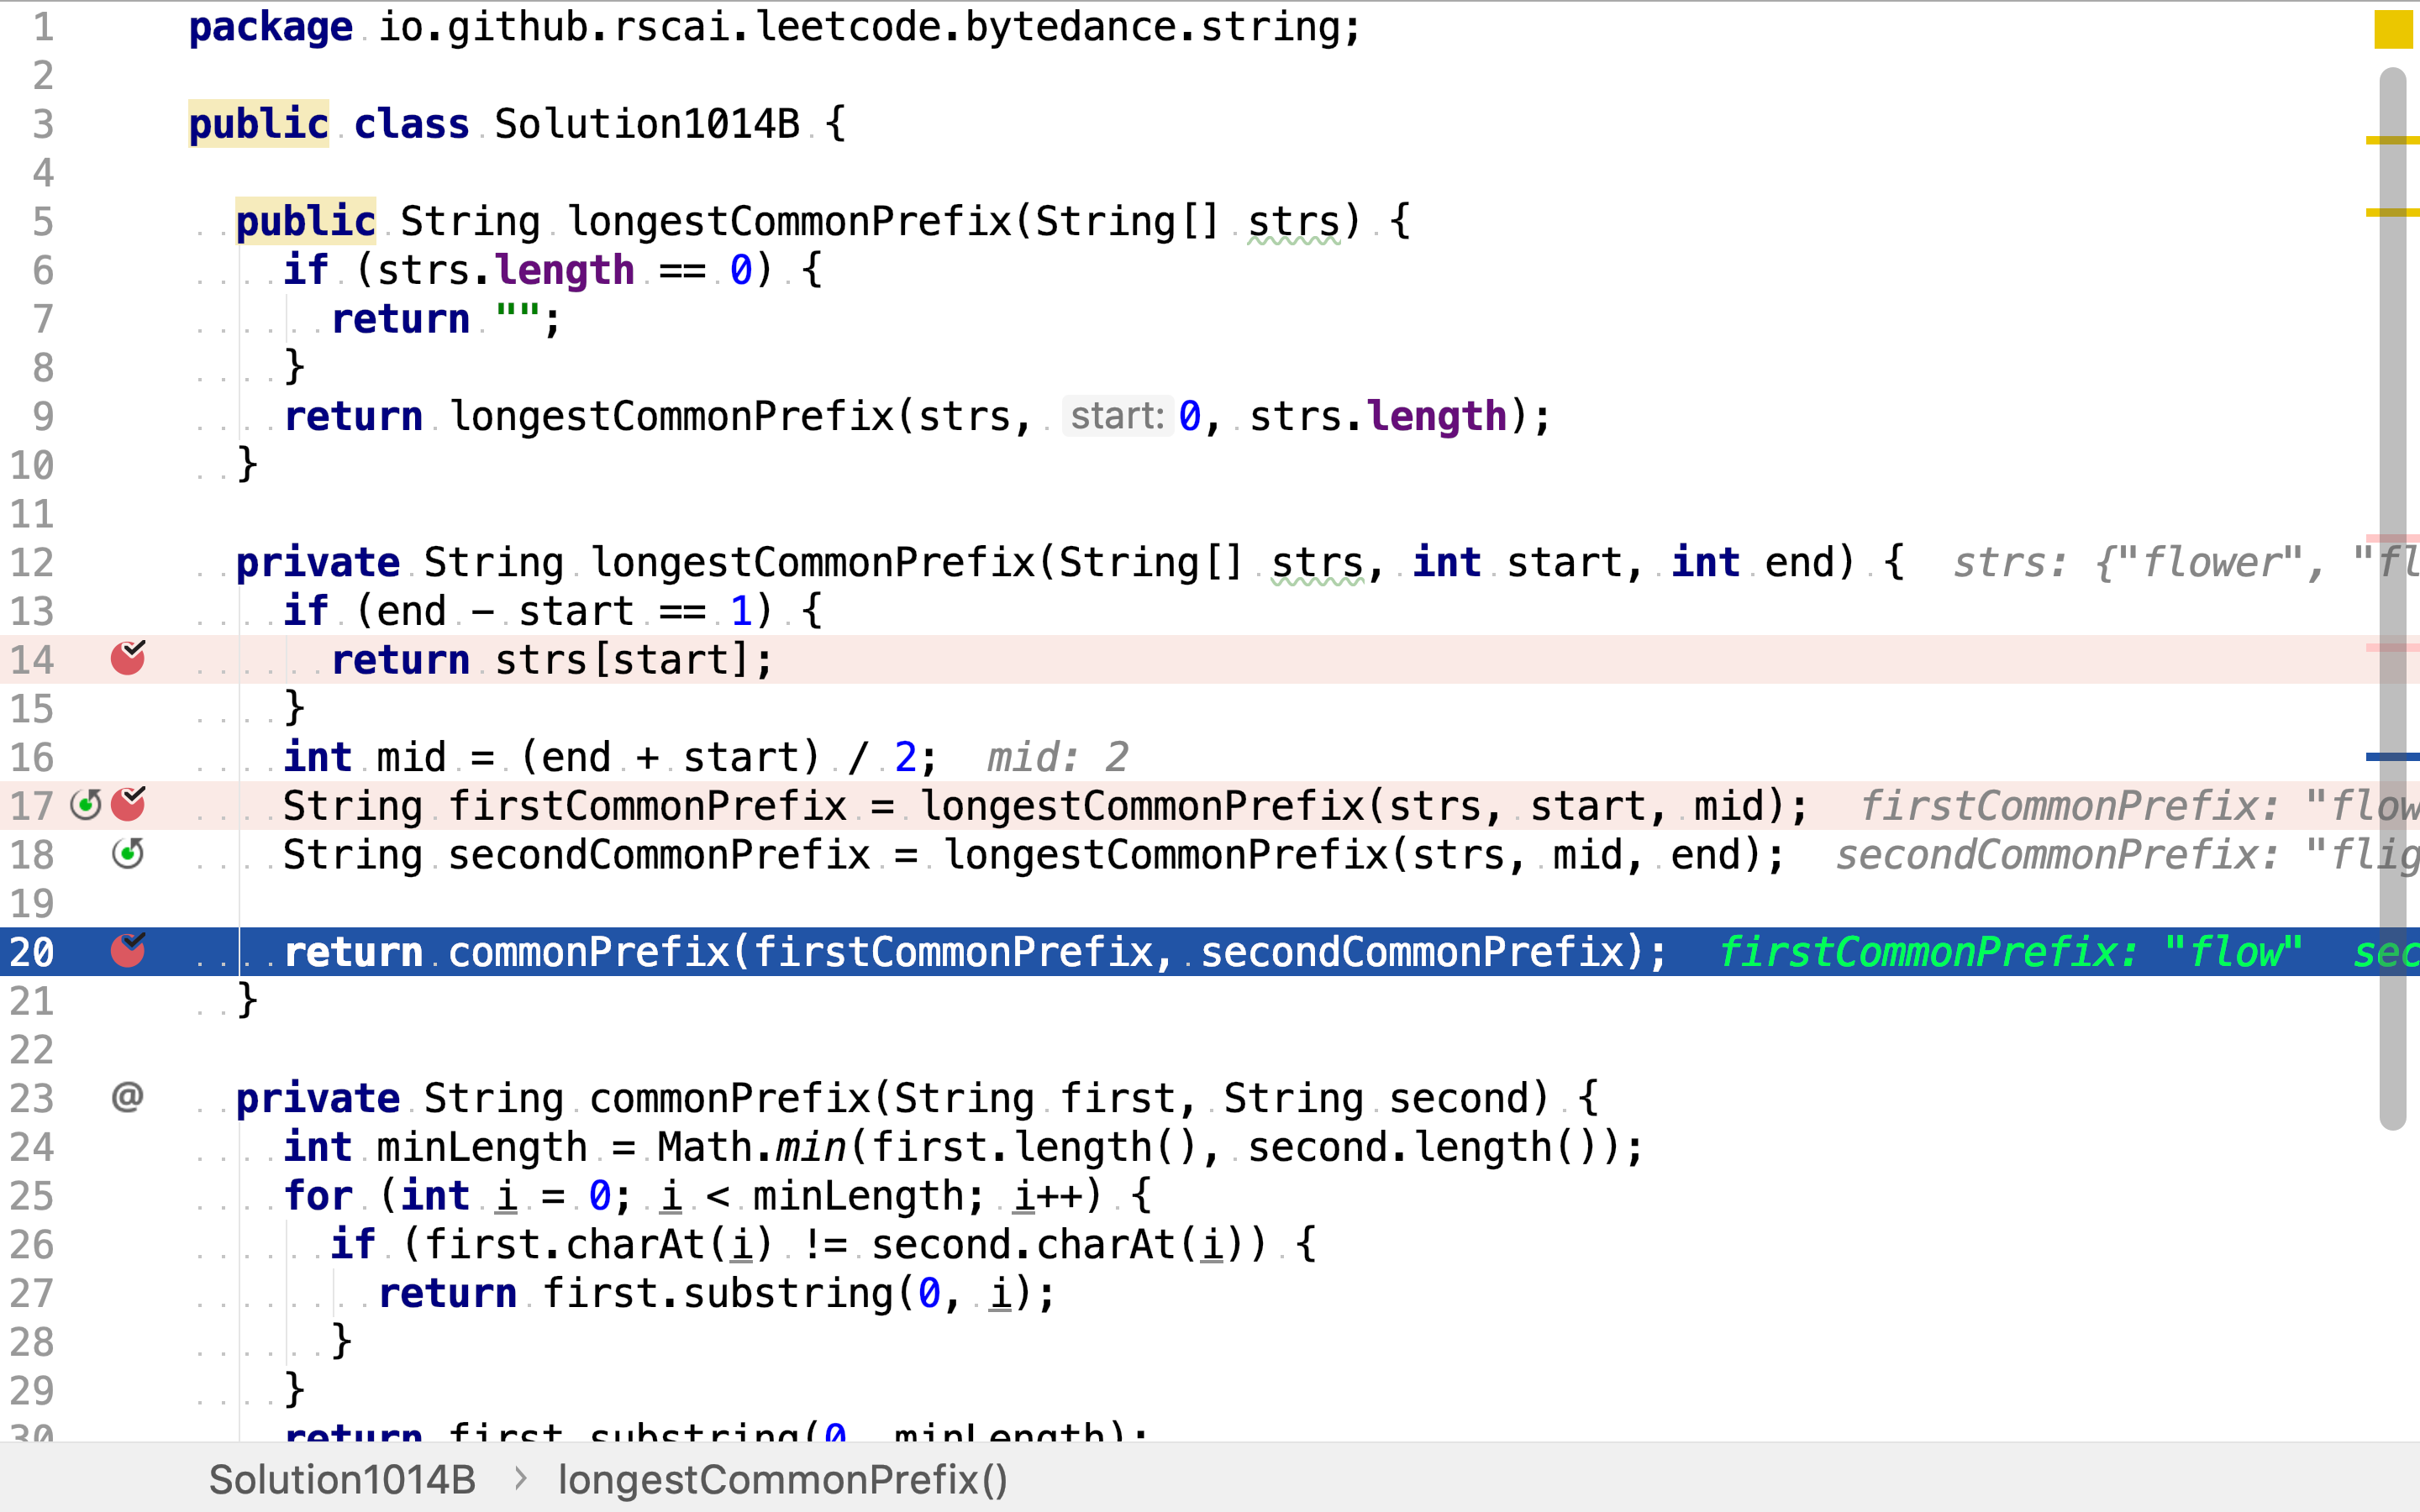 1 package io.github.rscai.leetcode.bytedance.string;
2
3 public class Solution1014B {
4
5 public String longestCommonPrefix(String[] strs) {
6 if (strs.length == 0) {
7 return "";
8 }
9 return longestCommonPrefix(strs, start: 0, strs.length);
10 }
11
12 private String longestCommonPrefix(String[] strs, int start, int end) { strs: {"flower", "fl
13 if (end - start == 1) {
14 return strs[start];
15 }
16 int mid = (end + start) / 2; mid: 2
17 String firstCommonPrefix = longestCommonPrefix(strs, start, mid); firstCommonPrefix: "flow
18 String secondCommonPrefix = longestCommonPrefix(strs, mid, end); secondCommonPrefix: "flig
19
20 return commonPrefix(firstCommonPrefix, secondCommonPrefix); firstCommonPrefix: "flow" sec
21 }
22
23 @ private String commonPrefix(String first, String second) {
24 int minLength = Math.min(first.length(), second.length());
25 for (int i = 0; i < minLength; i++) {
26 if (first.charAt(i) != second.charAt(i)) {
27 return first.substring(0, i);
28 }
29 }
30 return first.substring(0, minLength);
Solution1014B > longestCommonPrefix()